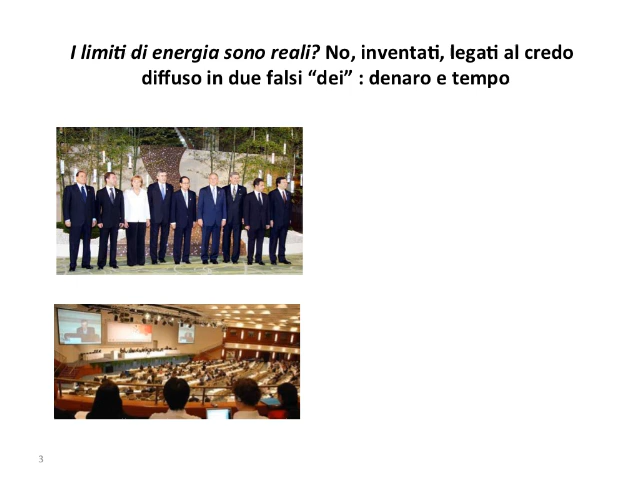 I limiti di energia sono reali? No, inventati, legati al credo
diffuso in due falsi “dei” : denaro e tempo
3